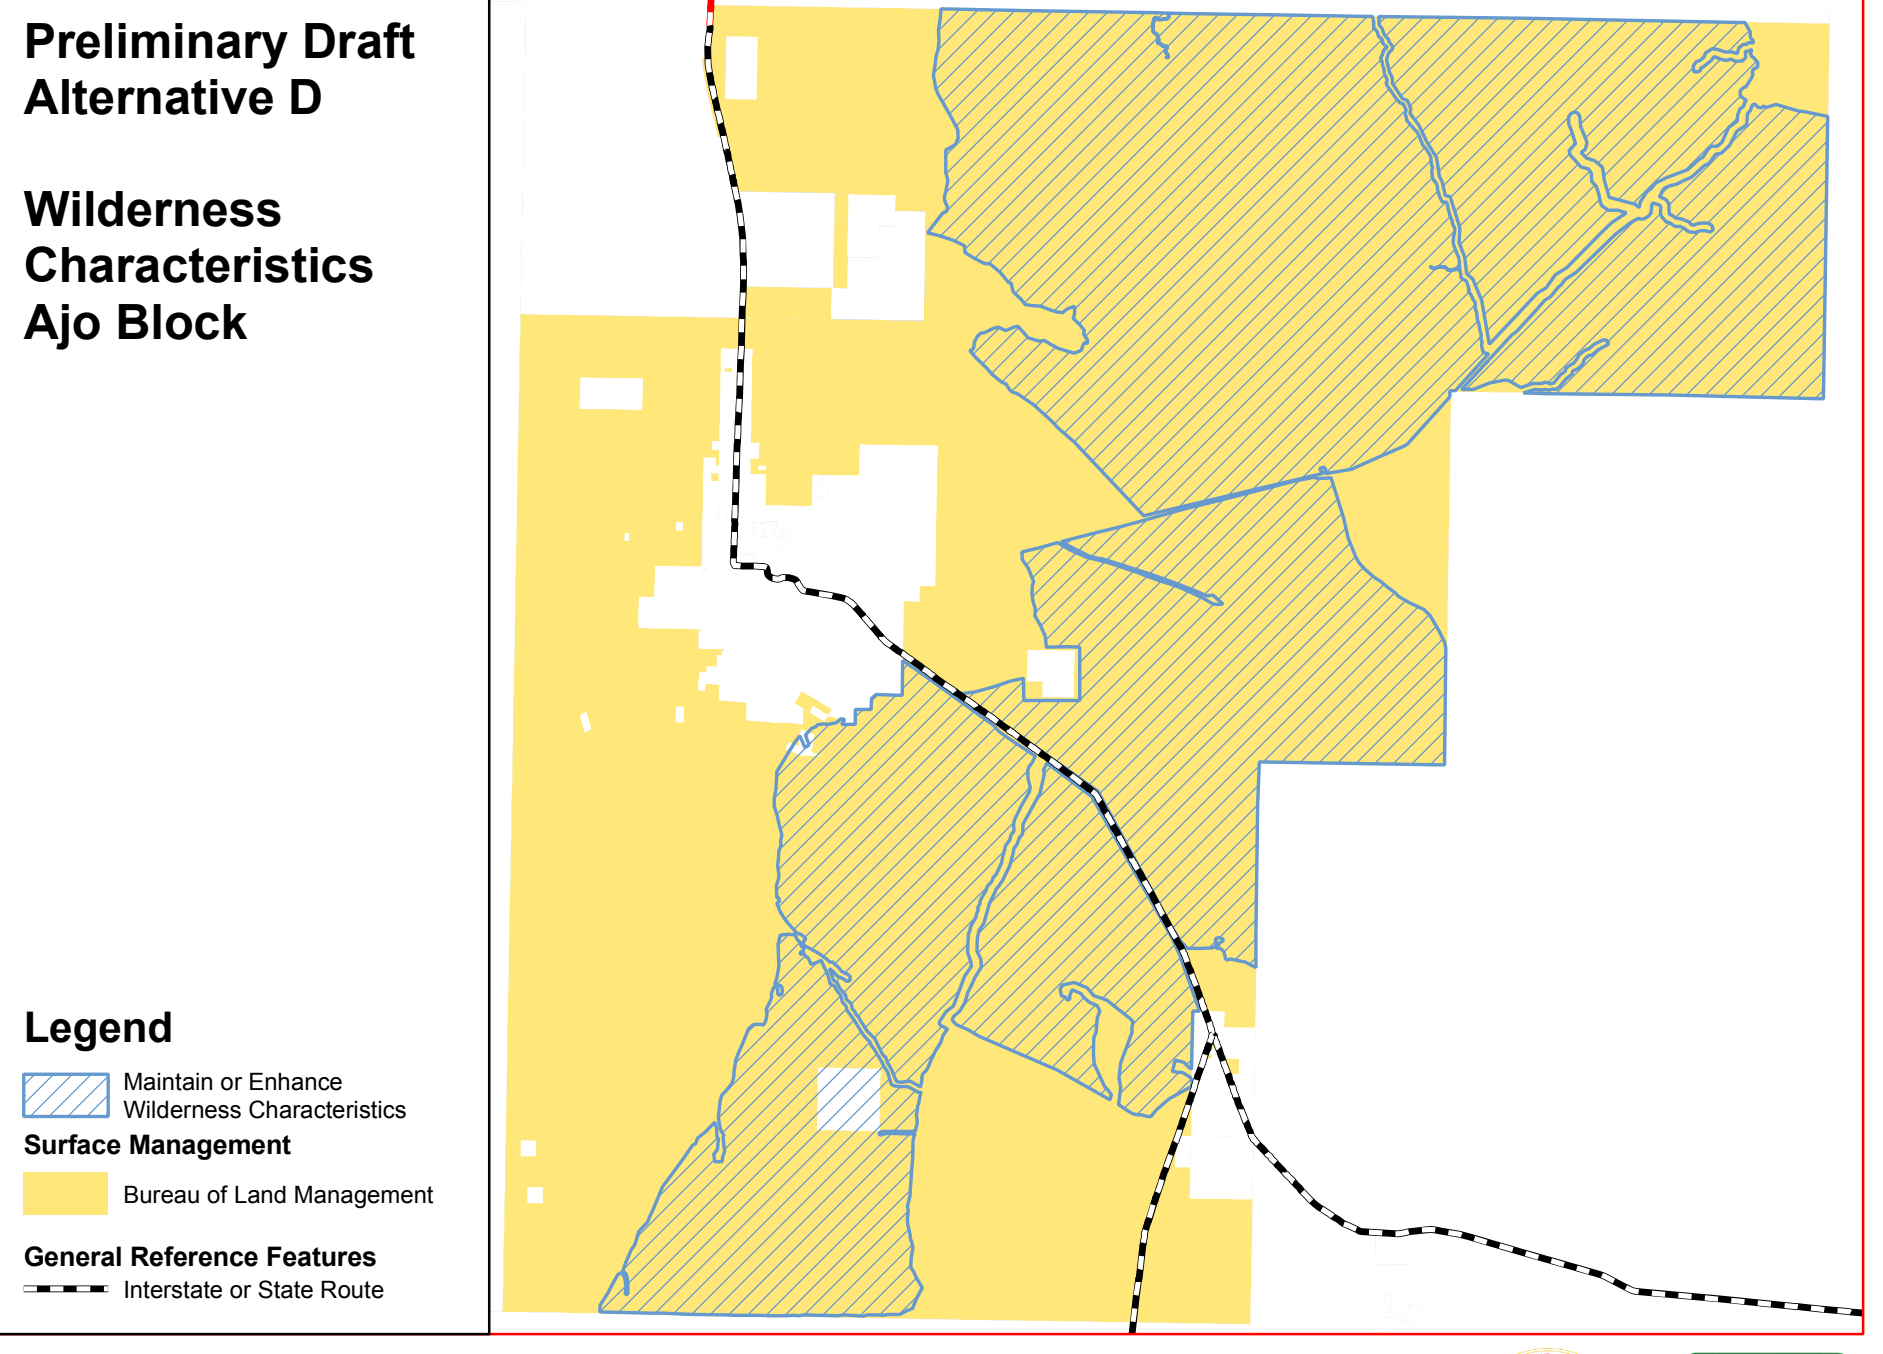 Preliminary Draft
Alternative D
Wilderness
Characteristics
Ajo Block
Legend
Maintain or Enhance
Wilderness Characteristics
Surface Management
Bureau of Land Management
General Reference Features
Interstate or State Route